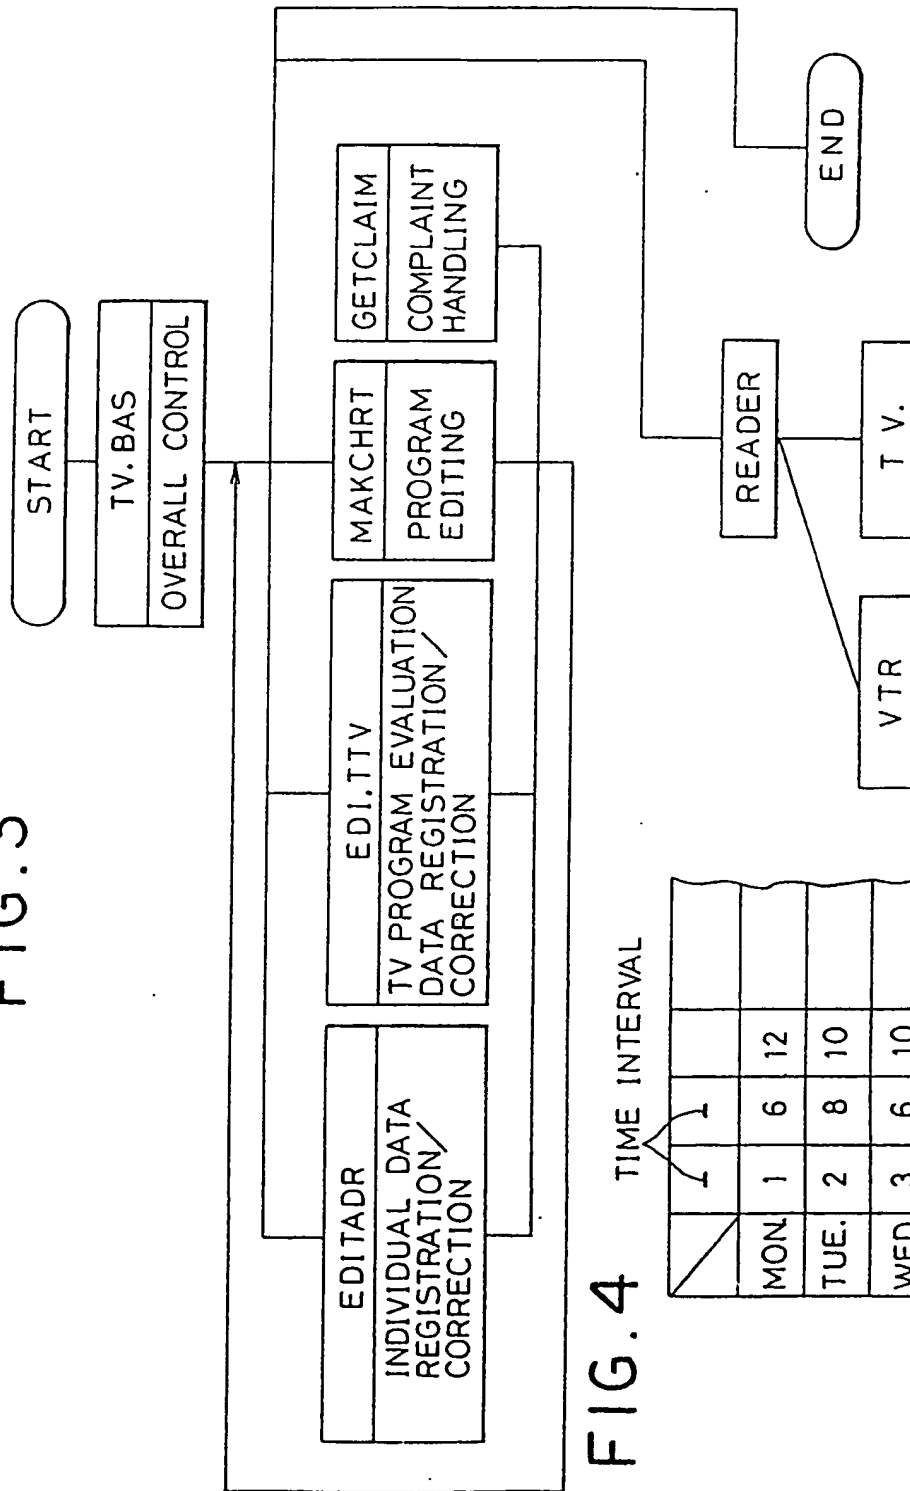 FIG. 3
START
TV. BAS
OVERALL CONTROL
EDITADR
INDIVIDUAL DATA
REGISTRATION/
CORRECTION
EDI.TTV
TV PROGRAM EVALUATION
DATA REGISTRATION/
CORRECTION
MAKCHRT
PROGRAM
EDITING
GETCLAIM
COMPLAINT
HANDLING
READER
END
VTR
T V.
FIG. 4
TIME INTERVAL
MON. 1 6 12
TUE. 2 8 10
WED. 3 6 10